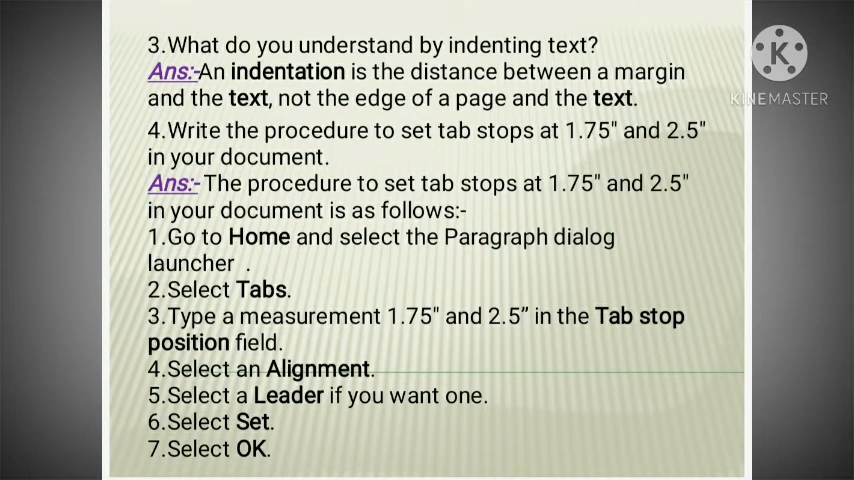 3.What do you understand by indenting text?
Ans:-An indentation is the distance between a margin
and the text, not the edge of a page and the text.
4.Write the procedure to set tab stops at 1.75" and 2.5"
in your document.
Ans:- The procedure to set tab stops at 1.75" and 2.5"
in your document is as follows:-
1.Go to Home and select the Paragraph dialog
launcher .
2.Select Tabs.
3.Type a measurement 1.75" and 2.5” in the Tab stop
position field.
4.Select an Alignment.
5.Select a Leader if you want one.
6.Select Set.
7.Select OK.
K
KINEMASTER